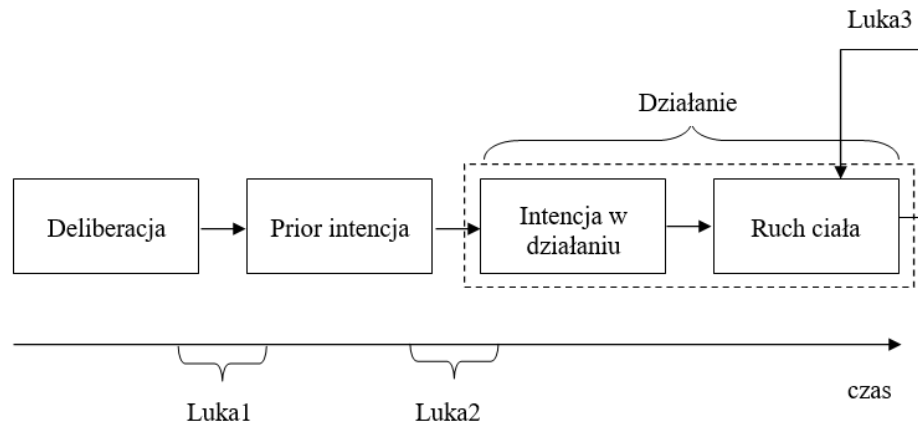 Luka3
Działanie
Deliberacja
Prior intencja
Intencja w
działaniu
Ruch ciała
Luka1
Luka2
czas